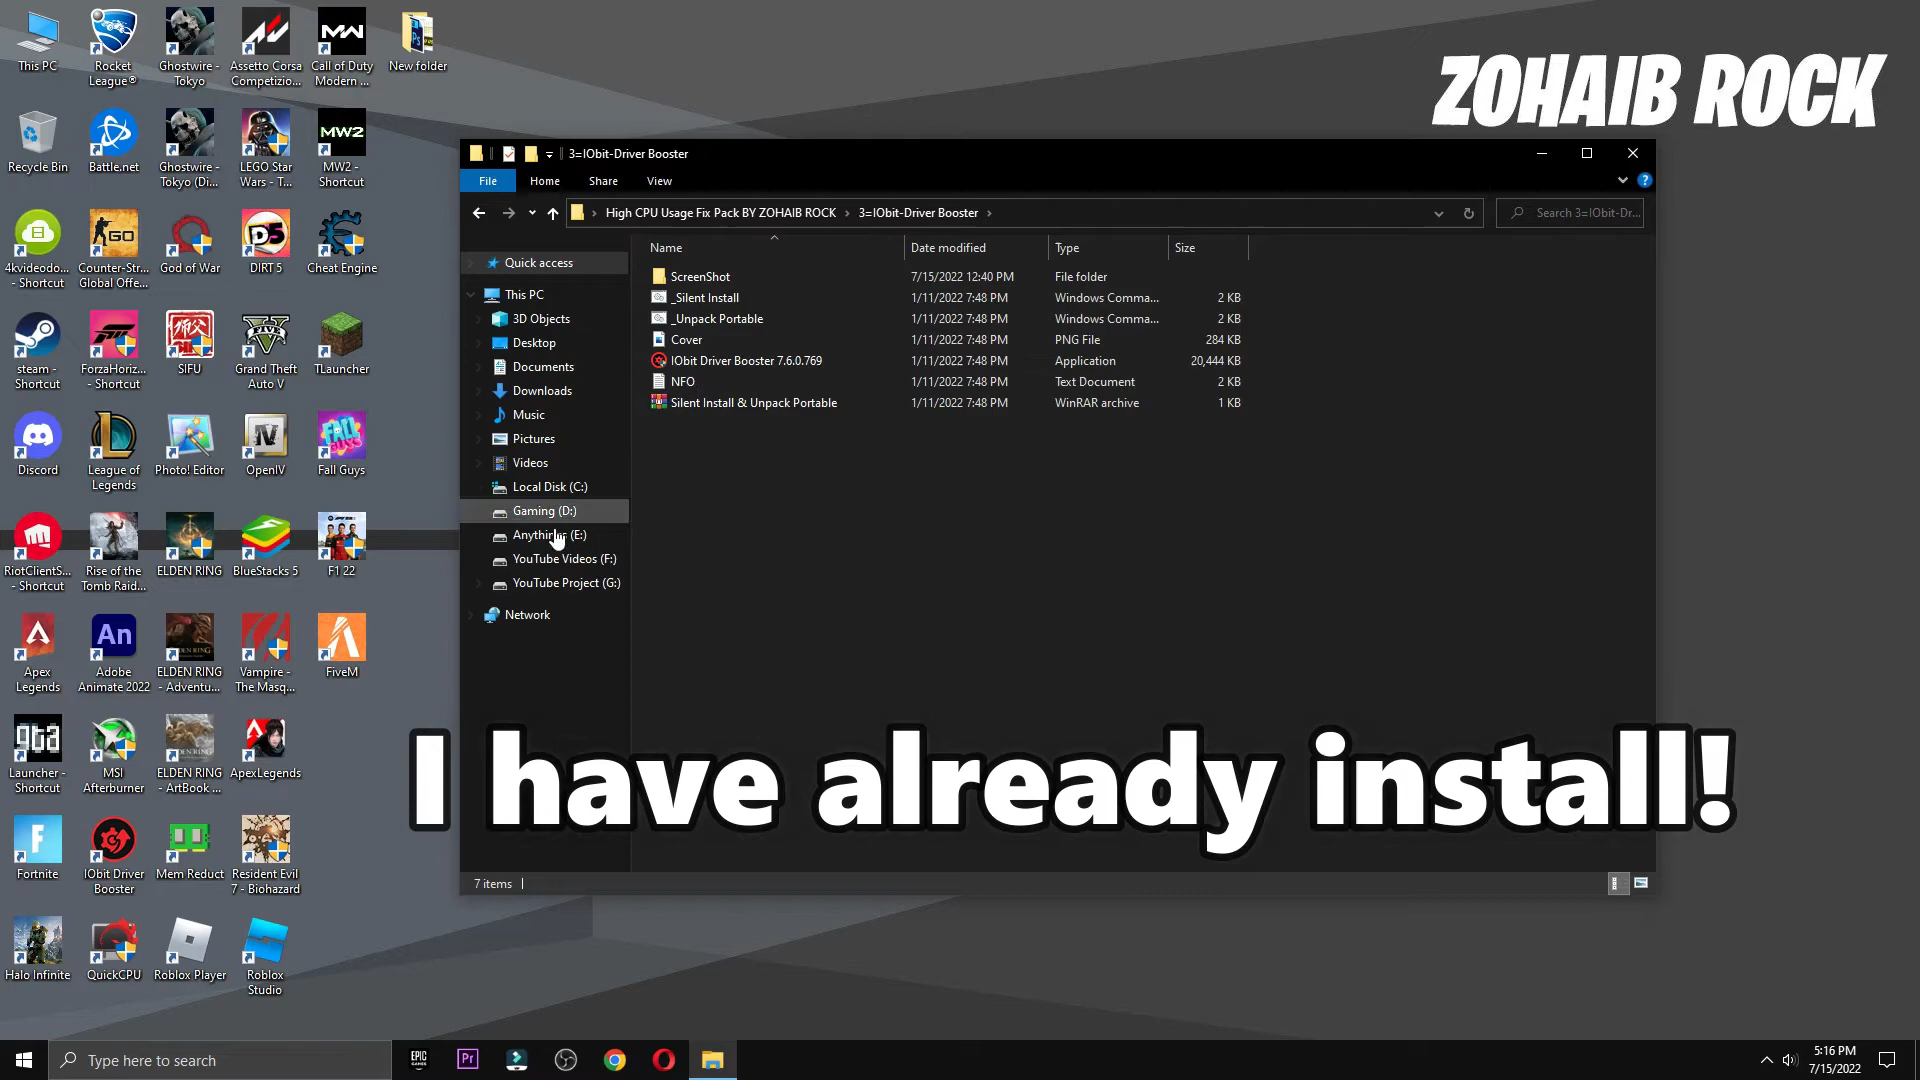 This PC
Rocket League®
Ghostwire - Tokyo
Assetto Corsa Competizio...
Call of Duty Modern ...
New folder
ZOHAIB ROCK
Recycle Bin
Battle.net
Ghostwire - Tokyo (Di...
LEGO Star Wars - T...
MW2
MW2 - Shortcut
3=IObit-Driver Booster
File
Home
Share
View
High CPU Usage Fix Pack BY ZOHAIB ROCK
3=IObit-Driver Booster
Search 3=IObit-Dr...
4kvideodo... - Shortcut
GO
Counter-Str... Global Offe...
God of War
D5
DIRT 5
Cheat Engine
steam - Shortcut
ForzaHoriz... - Shortcut
SIFU
Grand Theft Auto V
TLauncher
Discord
League of Legends
Photo! Editor
OpenIV
Fall Guys
RiotClientS... - Shortcut
Rise of the Tomb Raid...
ELDEN RING
BlueStacks 5
F1 22
Apex Legends
An
Adobe Animate 2022
ELDEN RING - Adventu...
Vampire - The Masq...
FiveM
gta
Launcher - Shortcut
MSI Afterburner
ELDEN RING - ArtBook ...
ApexLegends
Fortnite
IObit Driver Booster
Mem Reduct
Resident Evil 7 - Biohazard
Halo Infinite
QuickCPU
Roblox Player
Roblox Studio
Quick access
This PC
3D Objects
Desktop
Documents
Downloads
Music
Pictures
Videos
Local Disk (C:)
Gaming (D:)
YouTube Videos (F:)
YouTube Project (G:)
Network
Name Date modified Type Size
ScreenShot 7/15/2022 12:40 PM File folder
_Silent Install 1/11/2022 7:48 PM Windows Comma... 2 KB
_Unpack Portable 1/11/2022 7:48 PM Windows Comma... 2 KB
Cover 1/11/2022 7:48 PM PNG File 284 KB
IObit Driver Booster 7.6.0.769 1/11/2022 7:48 PM Application 20,444 KB
NFO 1/11/2022 7:48 PM Text Document 2 KB
Silent Install & Unpack Portable 1/11/2022 7:48 PM WinRAR archive 1 KB
I have already install!
7 items
Type here to search
EPIC GAMES
Pr
5:16 PM
7/15/2022